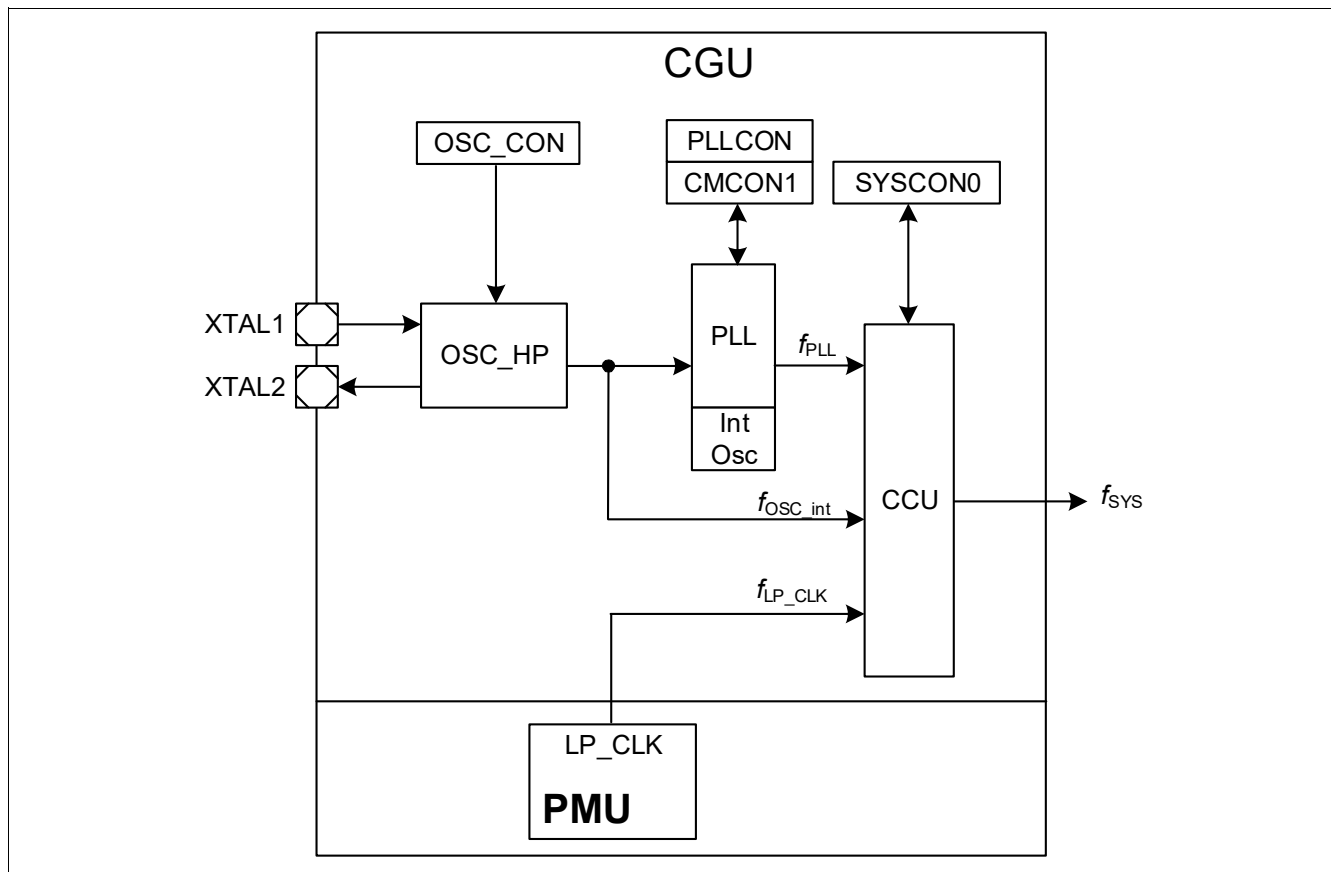 CGU
OSC_CON
PLLCON
CMCON1
SYSCON0
XTAL1
XTAL2
OSC_HP
PLL
fPLL
Int
Osc
fOSC_int
CCU
fSYS
fLP_CLK
LP_CLK
PMU